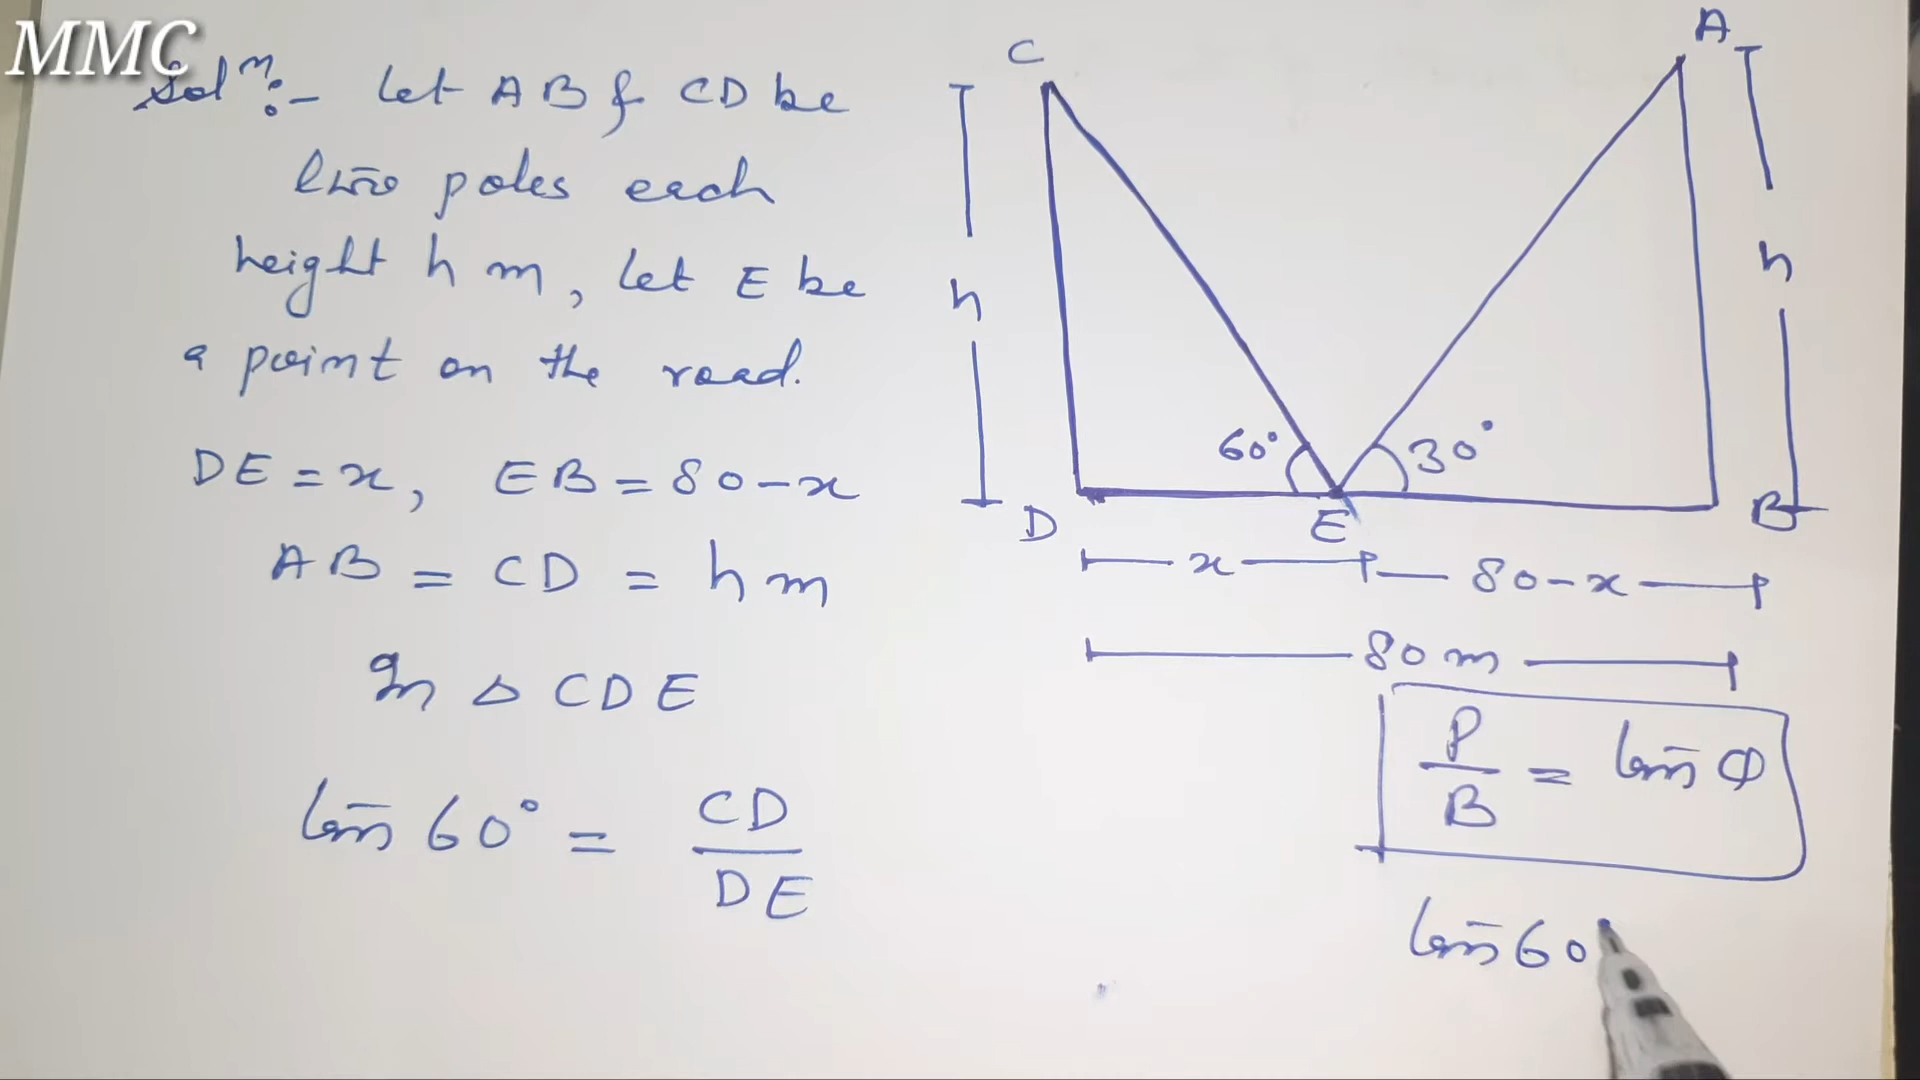 MMC
Solⁿ:- Let AB & CD be
two poles each
height h m, Let E be
a point on the road.
DE = x, EB = 80-x
AB = CD = h m
In △ CDE
tan 60° = CD/DE
C
A
h
h
60°
30°
D
E
B
x
80-x
80 m
P/B = tan θ
tan 60